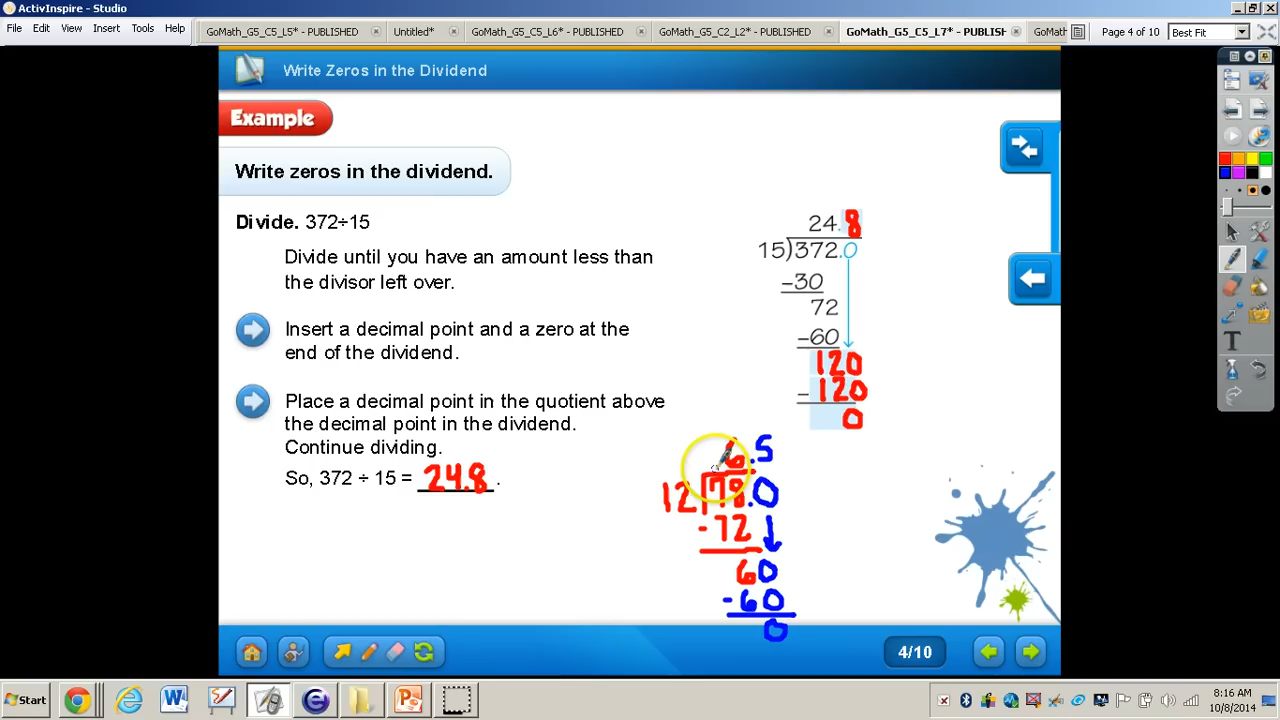 ActivInspire - Studio
File Edit View Insert Tools Help
GoMath_G5_C5_L5* - PUBLISHED
Untitled*
GoMath_G5_C5_L6* - PUBLISHED
GoMath_G5_C2_L2* - PUBLISHED
GoMath_G5_C5_L7* - PUBLISH
GoMath
Page 4 of 10
Best Fit
Write Zeros in the Dividend
Example
Write zeros in the dividend.
Divide. 372÷15
Divide until you have an amount less than
the divisor left over.
Insert a decimal point and a zero at the
end of the dividend.
Place a decimal point in the quotient above
the decimal point in the dividend.
Continue dividing.
So, 372 ÷ 15 = 24.8 .
24.8
15)372.0
-30
72
-60
120
-120
0
6.5
12)78.0
-72
60
-60
0
4/10
T
Start
8:16 AM
10/8/2014